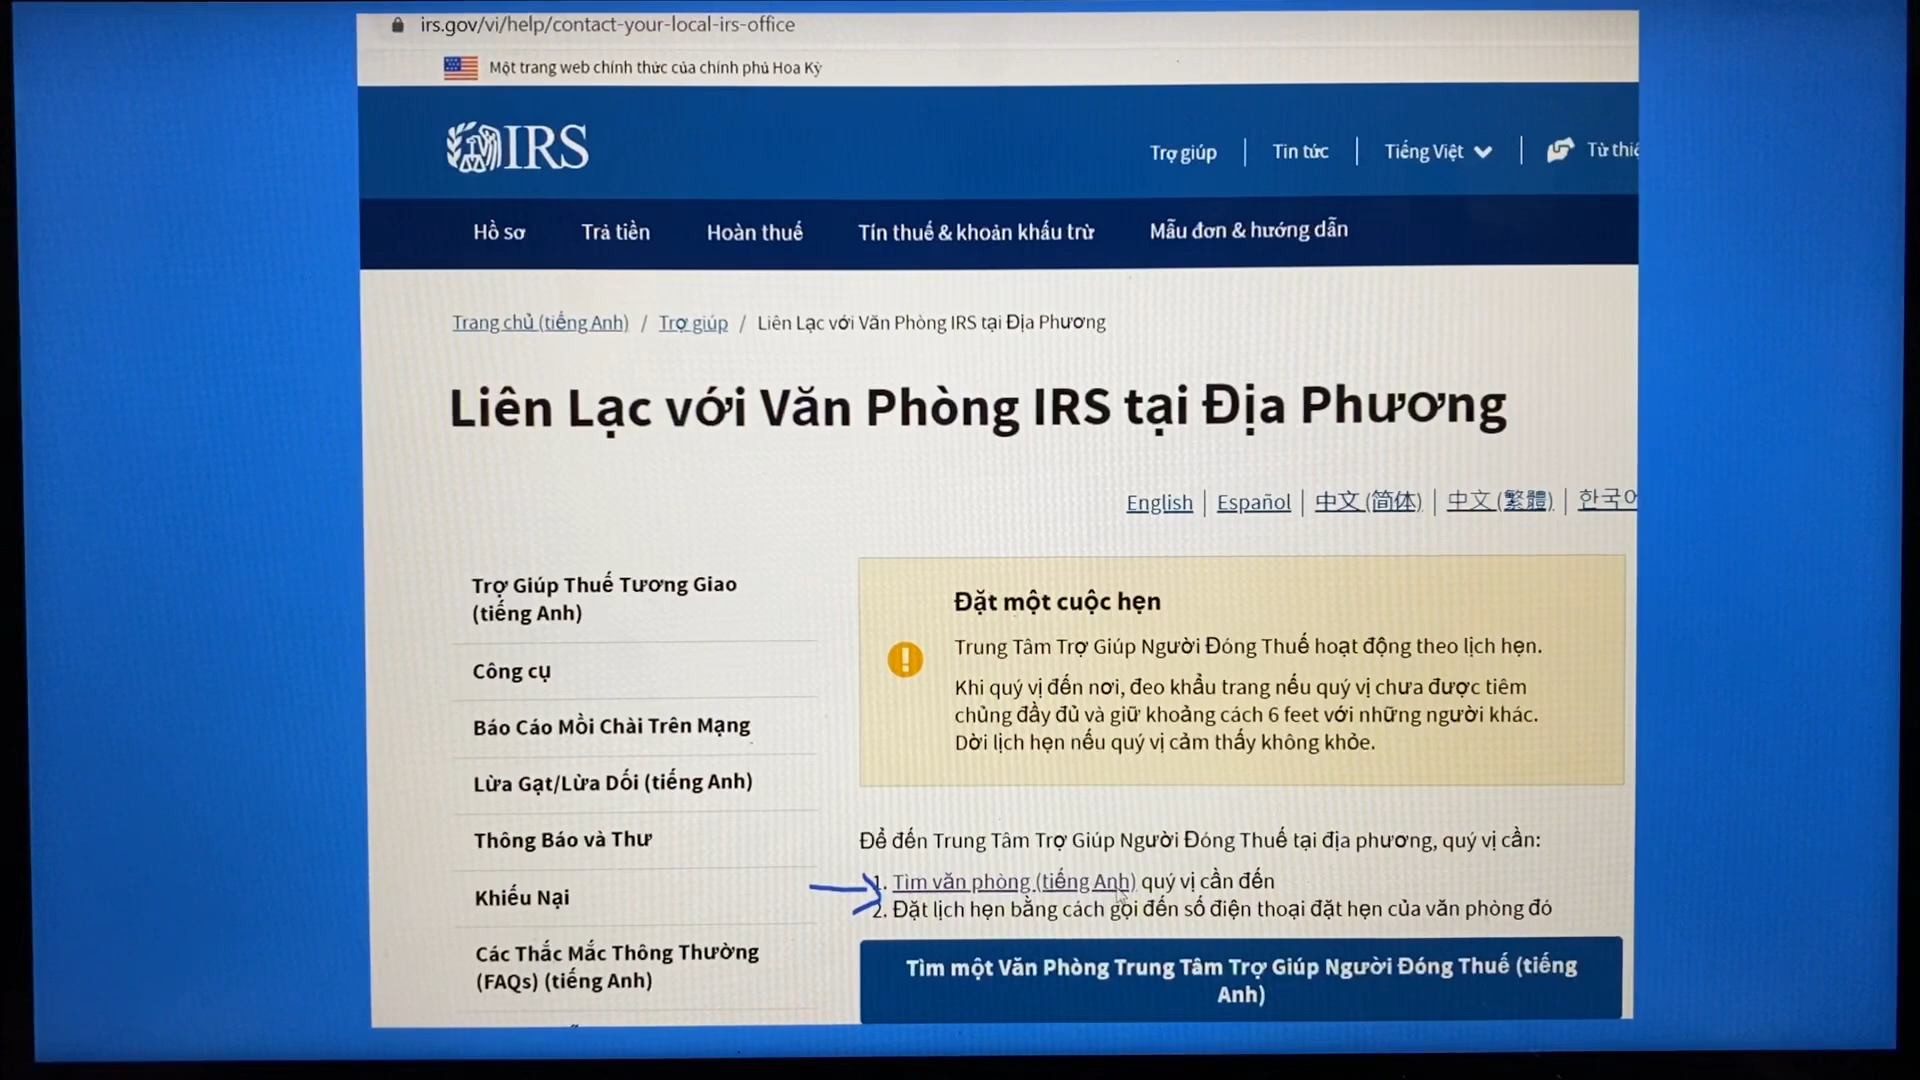 irs.gov/vi/help/contact-your-local-irs-office
Một trang web chính thức của chính phủ Hoa Kỳ
IRS
Trợ giúp
Tin tức
Tiếng Việt
Từ
Hồ sơ
Trả tiền
Hoàn thuế
Tín thuế & khoản khấu trừ
Mẫu đơn & hướng dẫn
Trang chủ (tiếng Anh) / Trợ giúp / Liên Lạc với Văn Phòng IRS tại Địa Phương
Liên Lạc với Văn Phòng IRS tại Địa Phương
English | Español | 中文 (简体) | 中文 (繁體) |
Trợ Giúp Thuế Tương Giao
(tiếng Anh)
Công cụ
Báo Cáo Mồi Chài Trên Mạng
Lừa Gạt/Lừa Dối (tiếng Anh)
Thông Báo và Thư
Khiếu Nại
Các Thắc Mắc Thông Thường
(FAQs) (tiếng Anh)
Đặt một cuộc hẹn
Trung Tâm Trợ Giúp Người Đóng Thuế hoạt động theo lịch hẹn.
Khi quý vị đến nơi, đeo khẩu trang nếu quý vị chưa được tiêm
chủng đầy đủ và giữ khoảng cách 6 feet với những người khác.
Dời lịch hẹn nếu quý vị cảm thấy không khỏe.
Để đến Trung Tâm Trợ Giúp Người Đóng Thuế tại địa phương, quý vị cần:
1. Tìm văn phòng (tiếng Anh) quý vị cần đến
2. Đặt lịch hẹn bằng cách gọi đến số điện thoại đặt hẹn của văn phòng đó
Tìm một Văn Phòng Trung Tâm Trợ Giúp Người Đóng Thuế (tiếng
Anh)